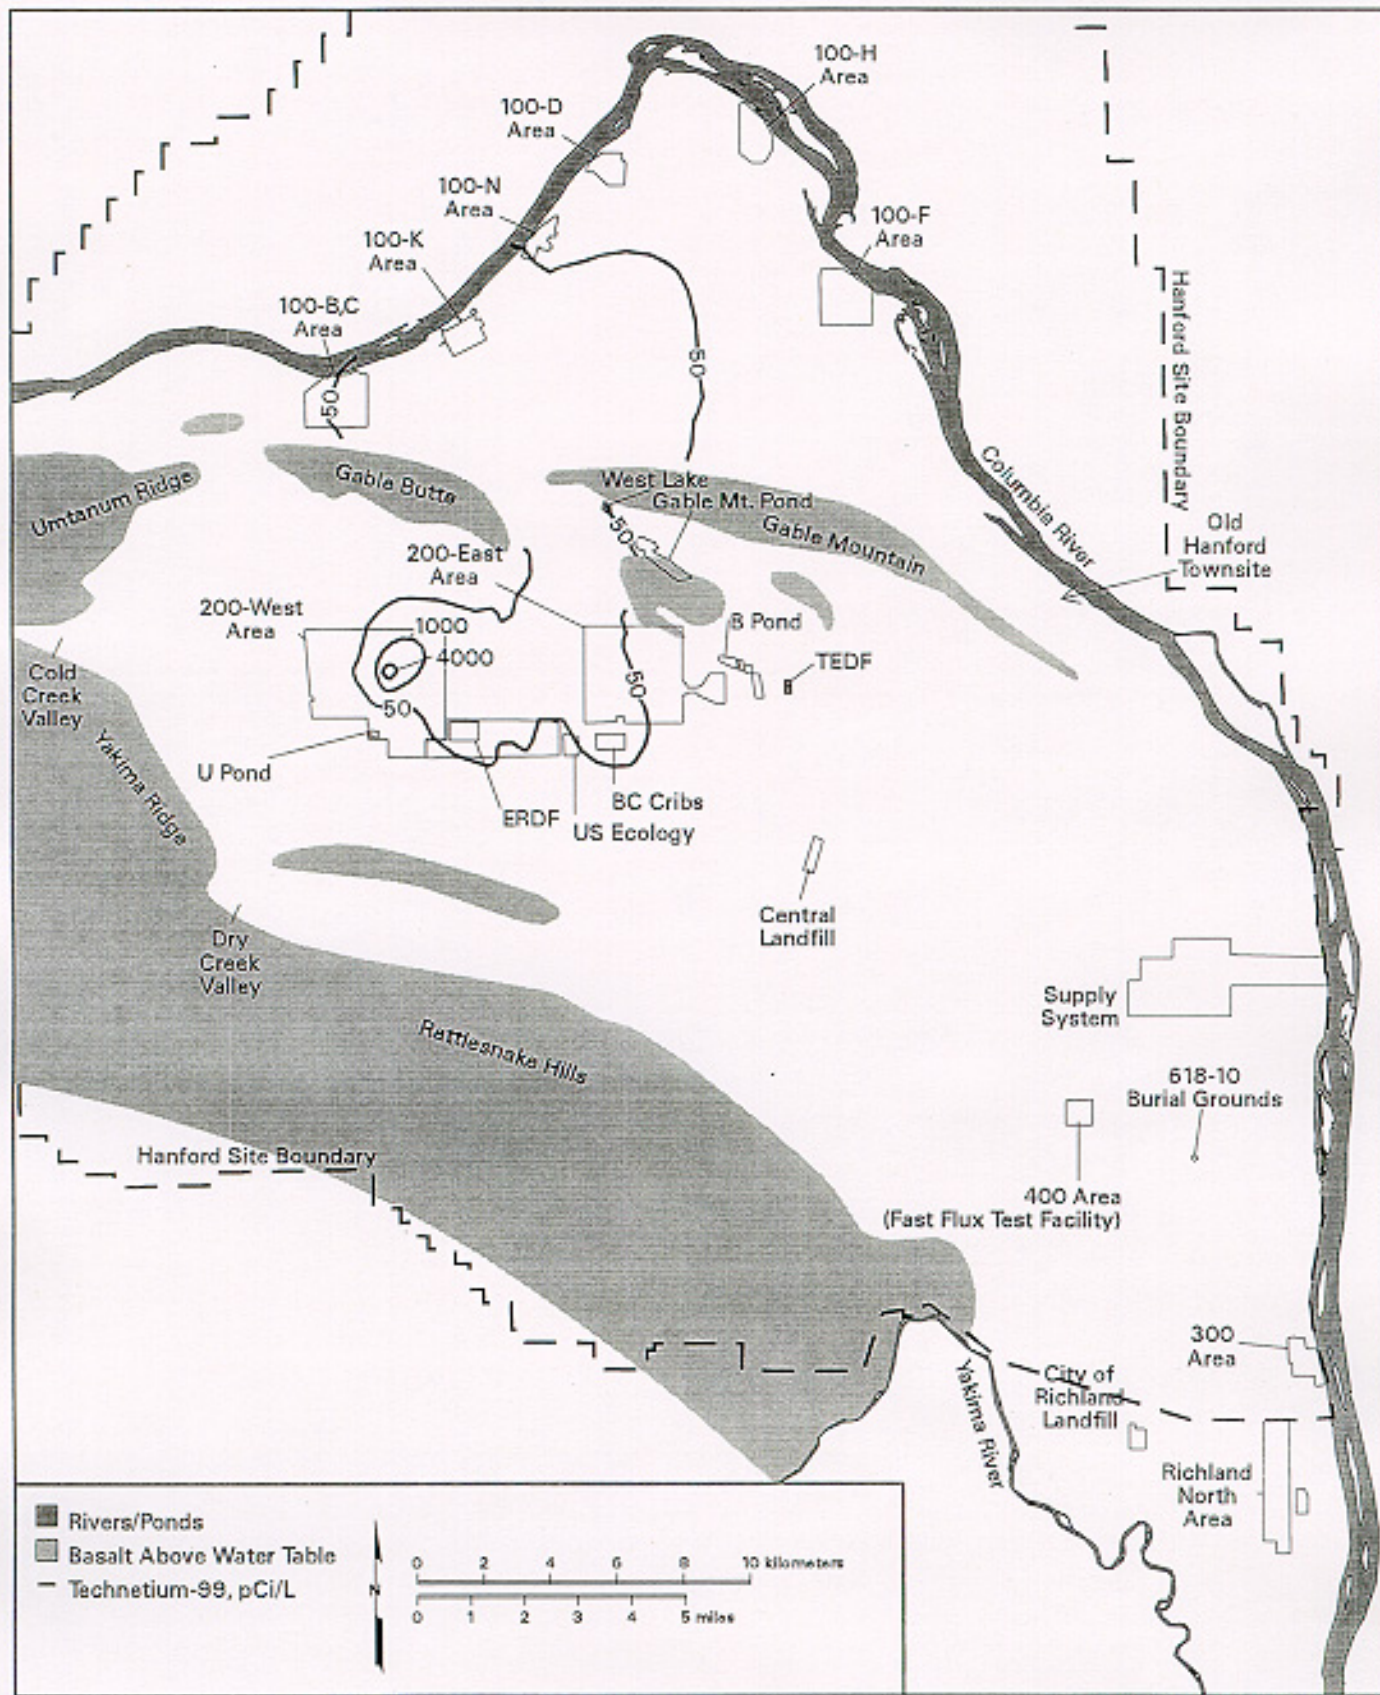 100-H
Area
100-D
Area
100-N
Area
100-F
Area
100-K
Area
Hanford Site Boundary
100-B,C
Area
50
50
Columbia River
Gable Butte
Umtanum Ridge
West Lake
Gable Mt. Pond
50
Gable Mountain
Old
Hanford
Townsite
200-East
Area
200-West
Area
1000
4000
B Pond
TEDF
Cold
Creek
Valley
50
50
Yakima Ridge
U Pond
BC Cribs
ERDF
US Ecology
Central
Landfill
Dry
Creek
Valley
Supply
System
Rattlesnake Hills
618-10
Burial Grounds
Hanford Site Boundary
400 Area
(Fast Flux Test Facility)
300
Area
City of
Richland
Landfill
Yakima River
Richland
North
Area
Rivers/Ponds
Basalt Above Water Table
Technetium-99, pCi/L
N
0 2 4 6 8 10 kilometers
0 1 2 3 4 5 miles